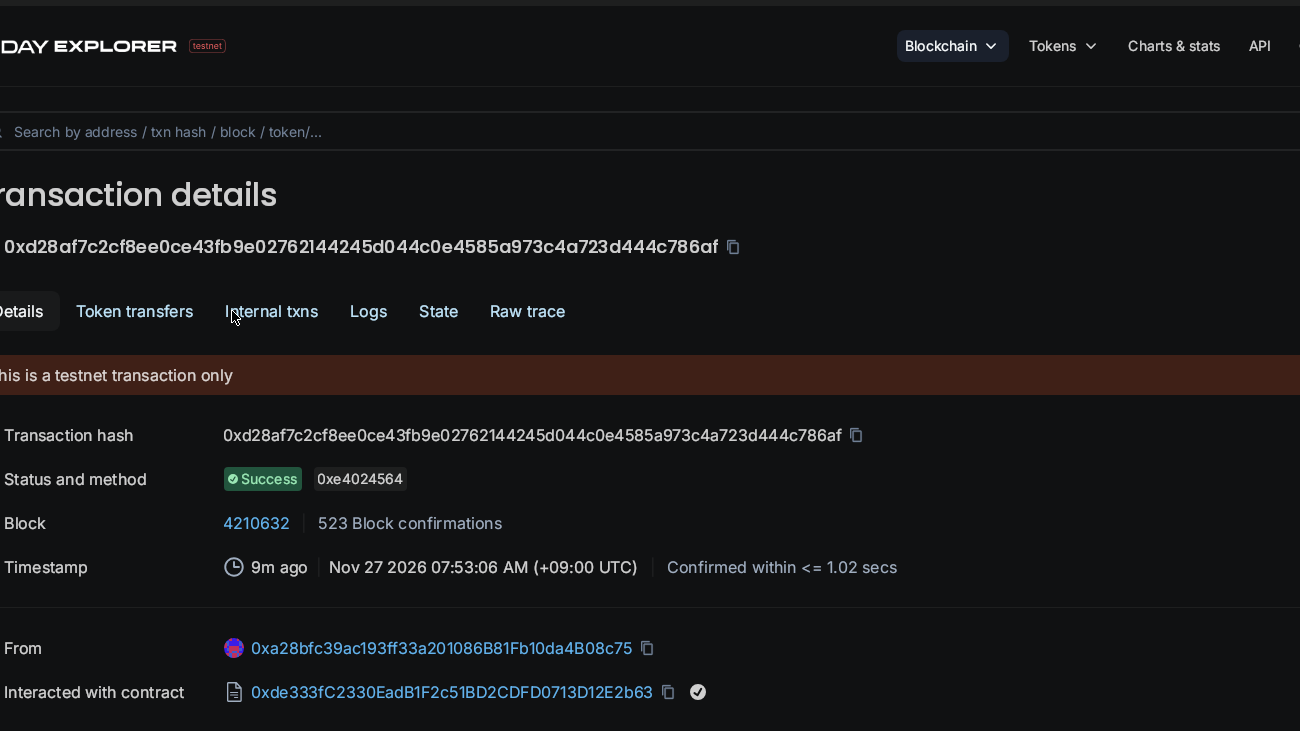 DAY EXPLORER testnet Blockchain Tokens Charts & stats API
Search by address / txn hash / block / token/...
ransaction details
0xd28af7c2cf8ee0ce43fb9e02762144245d044c0e4585a973c4a723d444c786af
Details Token transfers Internal txns Logs State Raw trace
his is a testnet transaction only
Transaction hash 0xd28af7c2cf8ee0ce43fb9e02762144245d044c0e4585a973c4a723d444c786af
Status and method Success 0xe4024564
Block 4210632 523 Block confirmations
Timestamp 9m ago Nov 27 2026 07:53:06 AM (+09:00 UTC) Confirmed within <= 1.02 secs
From 0xa28bfc39ac193ff33a201086B81Fb10da4B08c75
Interacted with contract 0xde333fC2330EadB1F2c51BD2CDFD0713D12E2b63